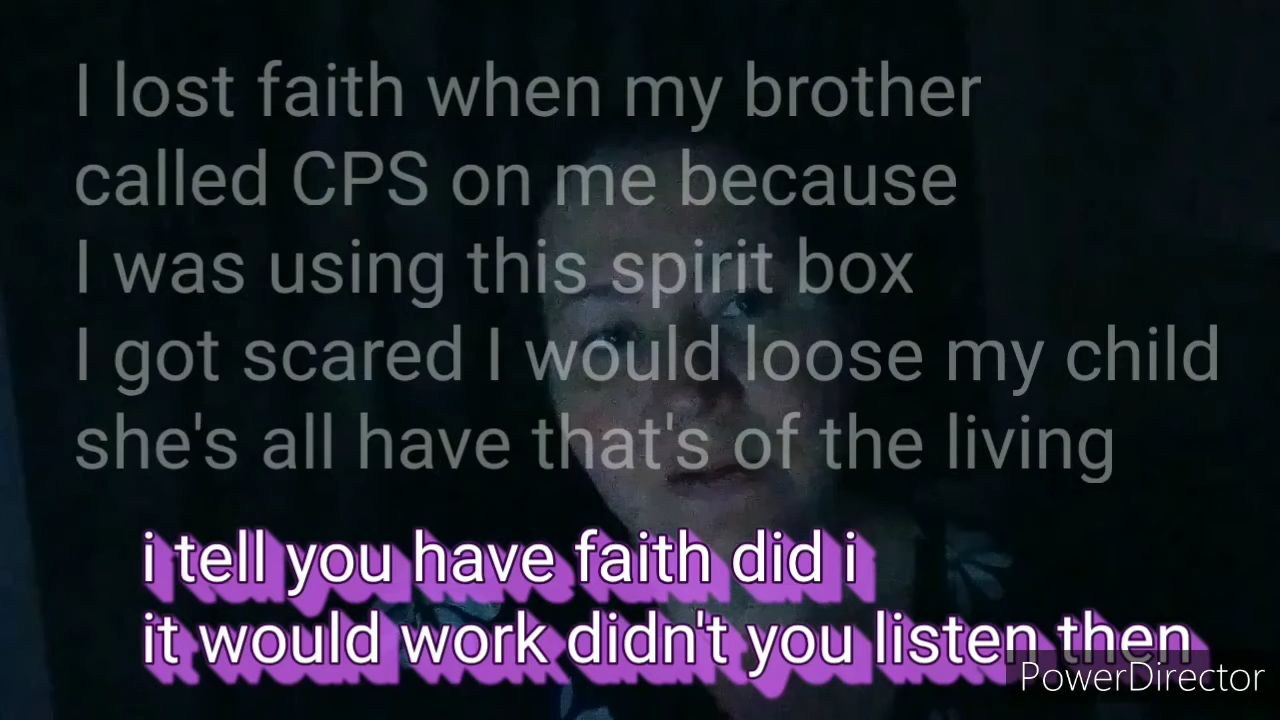 I lost faith when my brother
called CPS on me because
I was using this spirit box
I got scared I would loose my child
she's all have that's of the living
i tell you have faith did i
it would work didn't you listen then
PowerDirector